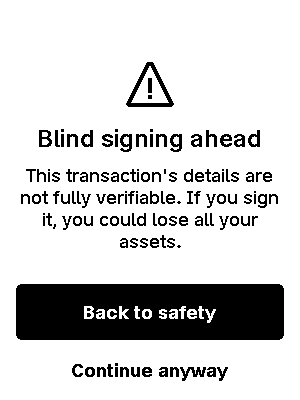 Blind signing ahead
This transaction's details are
not fully verifiable. If you sign
it, you could lose all your
assets.
Back to safety
Continue anyway